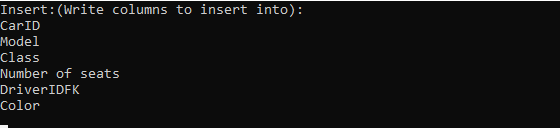 Insert:(Write columns to insert into):
CarID
Model
Class
Number of seats
DriverIDFK
Color